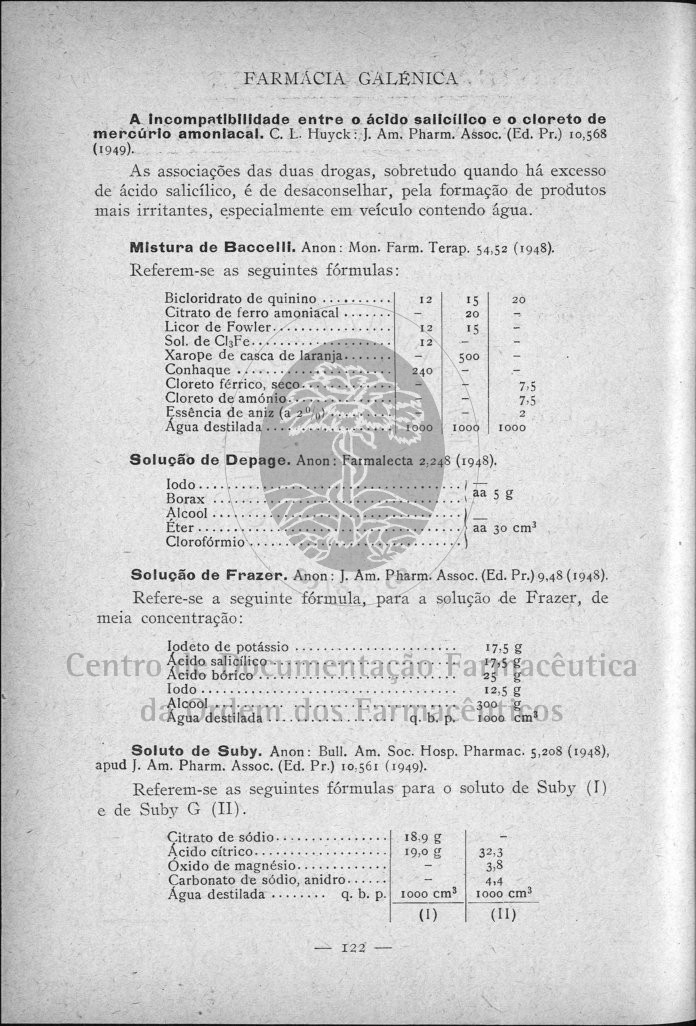 FARMÁCIA GALÉNICA
A incompatibilidade entre o ácido salicílico e o cloreto de
mercúrio amoniacal. C. L. Huyck: J. Am. Pharm. Assoc. (Ed. Pr.) 10,568
(1949).
As associações das duas drogas, sobretudo quando há excesso
de ácido salicílico, é de desaconselhar, pela formação de produtos
mais irritantes, especialmente em veículo contendo água.
Mistura de Baccelli. Anon: Mon. Farm. Terap. 54,52 (1948).
Referem-se as seguintes fórmulas:
Bicloridrato de quinino .......... 12 15 20
Citrato de ferro amoniacal ....... – 20 –
Licor de Fowler................. 12 15 –
Sol. de Cl3Fe.................... 12 – –
Xarope de casca de laranja....... – 500 –
Conhaque ...................... 240 – –
Cloreto férrico, seco............. – – 7,5
Cloreto de amónio............... – 7,5
Essência de aniz (a 2%) ......... – 2
Água destilada .................. 1000 1000 1000
Solução de Depage. Anon: Farmalecta 2,248 (1948).
Iodo....................................
Borax .................................. aa 5 g
Alcool ..................................
Éter.................................... aa 30 cm³
Clorofórmio .............................
Solução de Frazer. Anon: J. Am. Pharm. Assoc. (Ed. Pr.) 9,48 (1948).
Refere-se a seguinte fórmula, para a solução de Frazer, de
meia concentração:
Iodeto de potássio ....................... 17,5 g
Ácido salicílico .......................... 17,5 g
Ácido bórico ............................ 25 g
Iodo .................................... 12,5 g
Alcool ................................... 300 g
Água destilada .................. q. b. p. 1000 cm³
Centro de Documentação Farmacêutica
da Ordem dos Farmacêuticos
Soluto de Suby. Anon: Bull. Am. Soc. Hosp. Pharmac. 5,208 (1948),
apud J. Am. Pharm. Assoc. (Ed. Pr.) 10,561 (1949).
Referem-se as seguintes fórmulas para o soluto de Suby (I)
e de Suby G (II).
Citrato de sódio................ 18,9 g –
Ácido cítrico................... 19,0 g 32,3
Óxido de magnésio............. – 3,8
Carbonato de sódio, anidro...... – 4,4
Água destilada ........ q. b. p. 1000 cm³ 1000 cm³
(I) (II)
— 122 —